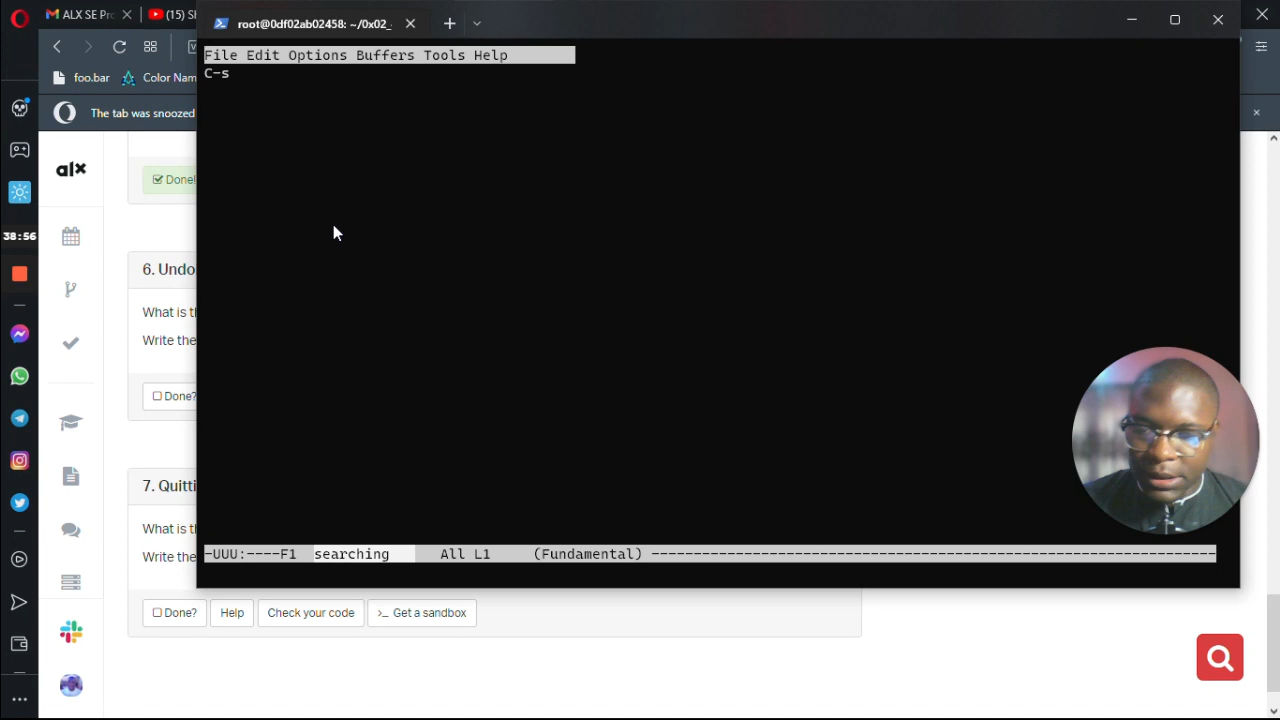 ALX SE Pro
(15) S
root@0df02ab02458: ~/0x02_
foo.bar
Color Nam
The tab was snoozed
File Edit Options Buffers Tools Help
C-s
alx
Done!
38:56
6. Undo
What is t
Write the
Done?
7. Quitti
What is t
Write the
-UUU:----F1 searching All L1 (Fundamental) ----------------------------------------------------------------
Done?
Help
Check your code
>_ Get a sandbox